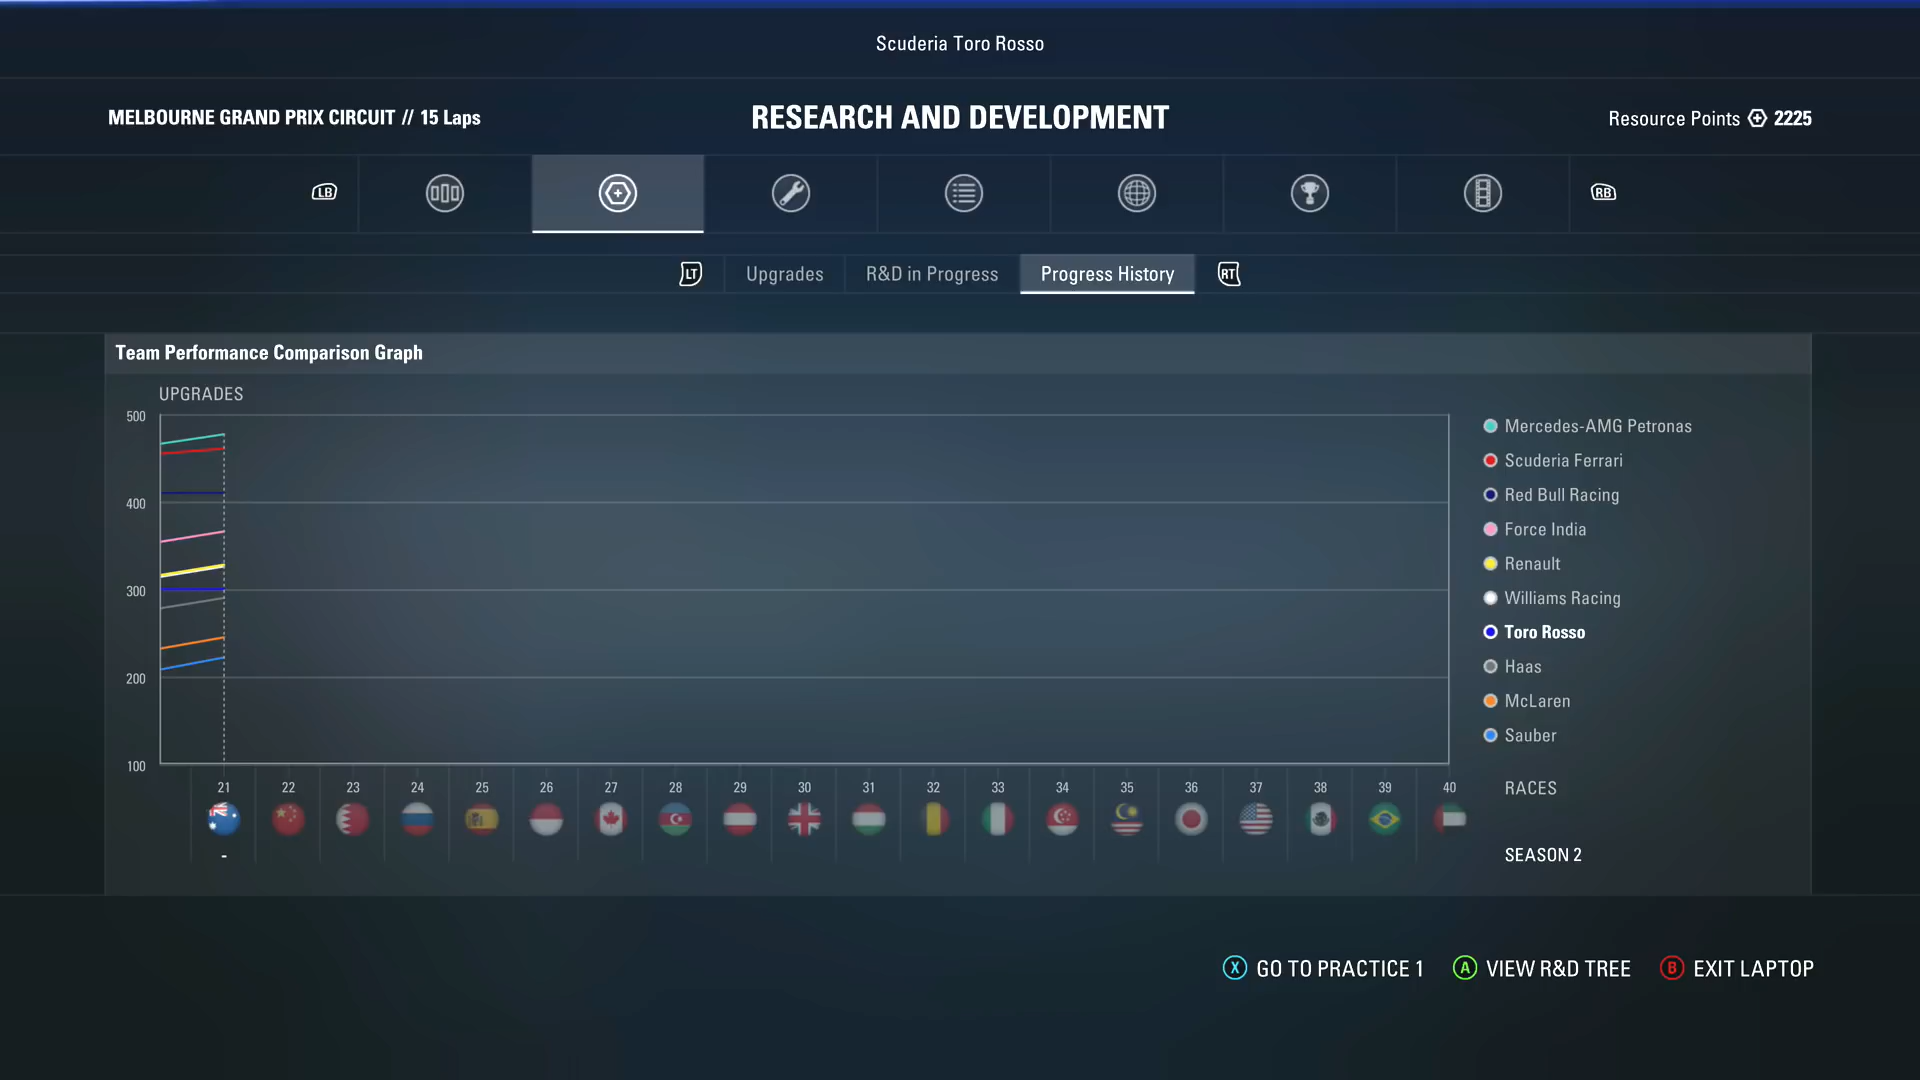 Scuderia Toro Rosso
MELBOURNE GRAND PRIX CIRCUIT // 15 Laps
RESEARCH AND DEVELOPMENT
Resource Points 2225
LB
RB
LT
Upgrades
R&D in Progress
Progress History
RT
Team Performance Comparison Graph
UPGRADES
500
400
300
200
100
Mercedes-AMG Petronas
Scuderia Ferrari
Red Bull Racing
Force India
Renault
Williams Racing
Toro Rosso
Haas
McLaren
Sauber
21 22 23 24 25 26 27 28 29 30 31 32 33 34 35 36 37 38 39 40
RACES
-
SEASON 2
X GO TO PRACTICE 1
A VIEW R&D TREE
B EXIT LAPTOP